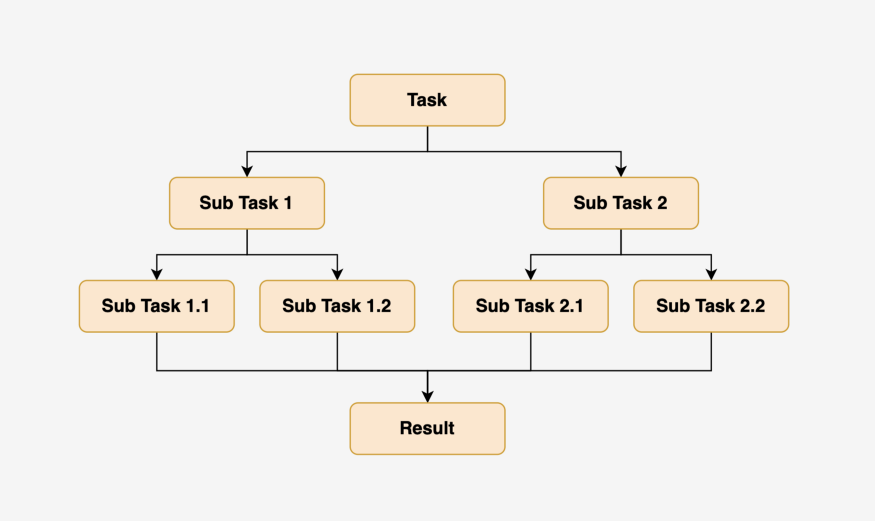 Task
Sub Task 1
Sub Task 2
Sub Task 1.1
Sub Task 1.2
Sub Task 2.1
Sub Task 2.2
Result